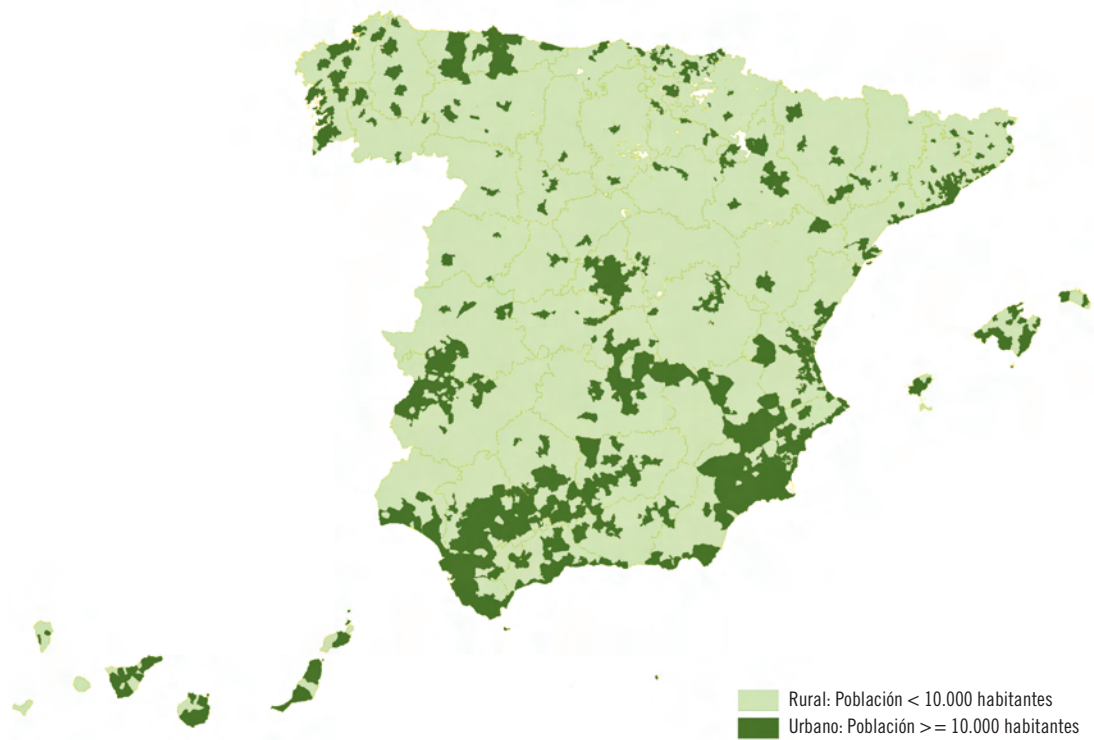 Rural: Población < 10.000 habitantes
Urbano: Población >= 10.000 habitantes